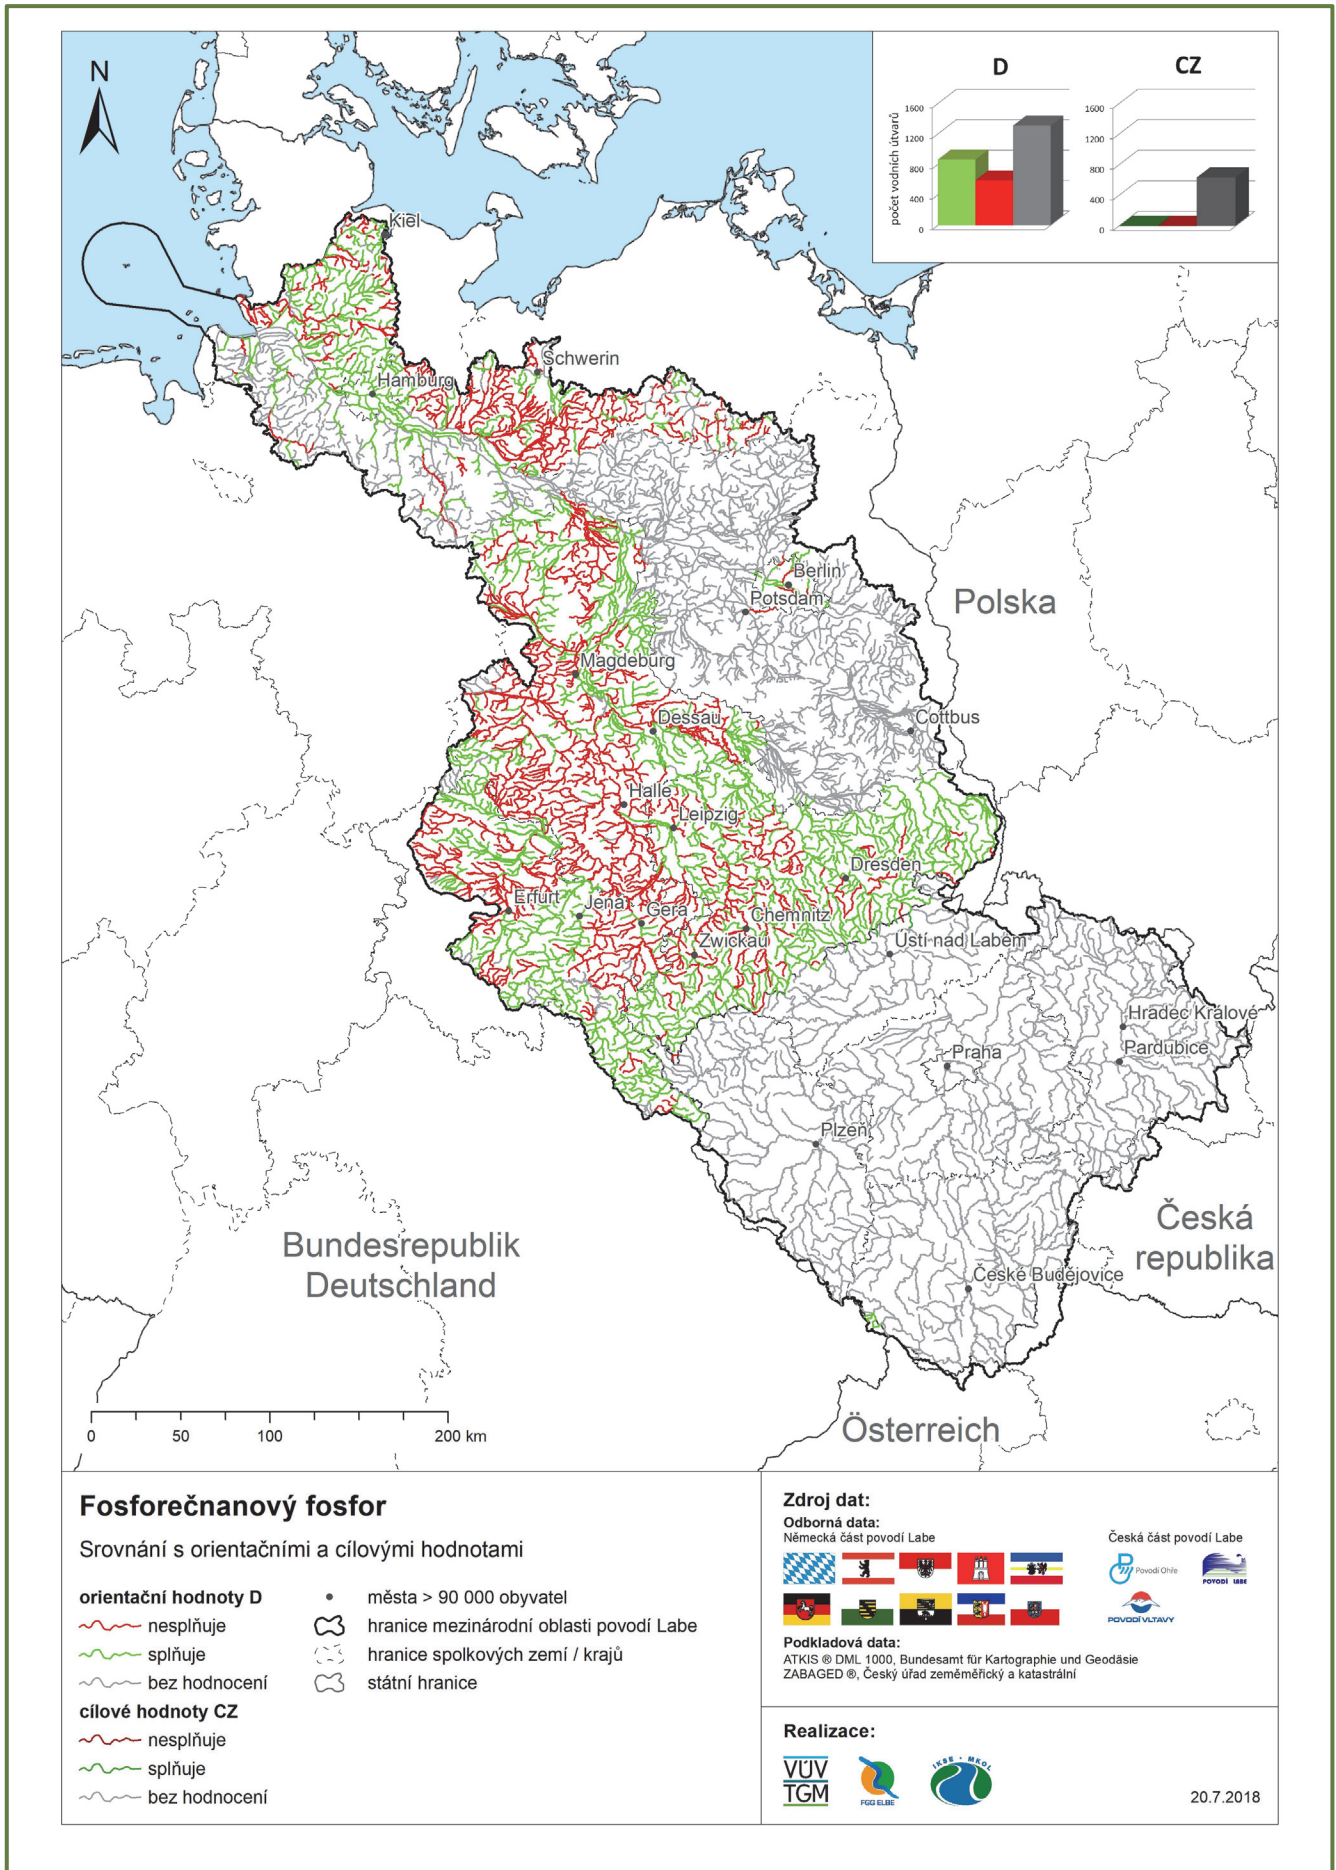 N
D
CZ
počet vodních útvarů
1600
1200
800
400
0
1600
1200
800
400
0
Kiel
Schwerin
Hamburg
Berlin
Potsdam
Polska
Magdeburg
Dessau
Cottbus
Halle
Leipzig
Dresden
Erfurt
Jena
Gera
Chemnitz
Zwickau
Ústí nad Labem
Hradec Králové
Praha
Pardubice
Plzeň
Česká
republika
Bundesrepublik
Deutschland
České Budějovice
Österreich
0 50 100 200 km
Fosforečnanový fosfor
Srovnání s orientačními a cílovými hodnotami
orientační hodnoty D
nesplňuje
splňuje
bez hodnocení
cílové hodnoty CZ
nesplňuje
splňuje
bez hodnocení
města > 90 000 obyvatel
hranice mezinárodní oblasti povodí Labe
hranice spolkových zemí / krajů
státní hranice
Zdroj dat:
Odborná data:
Německá část povodí Labe
Česká část povodí Labe
Povodí Ohře
POVODÍ LABE
POVODÍ VLTAVY
Podkladová data:
ATKIS ® DML 1000, Bundesamt für Kartographie und Geodäsie
ZABAGED ®, Český úřad zeměměřický a katastrální
Realizace:
VÚV
TGM
FGG ELBE
IKSE - MKOL
20.7.2018